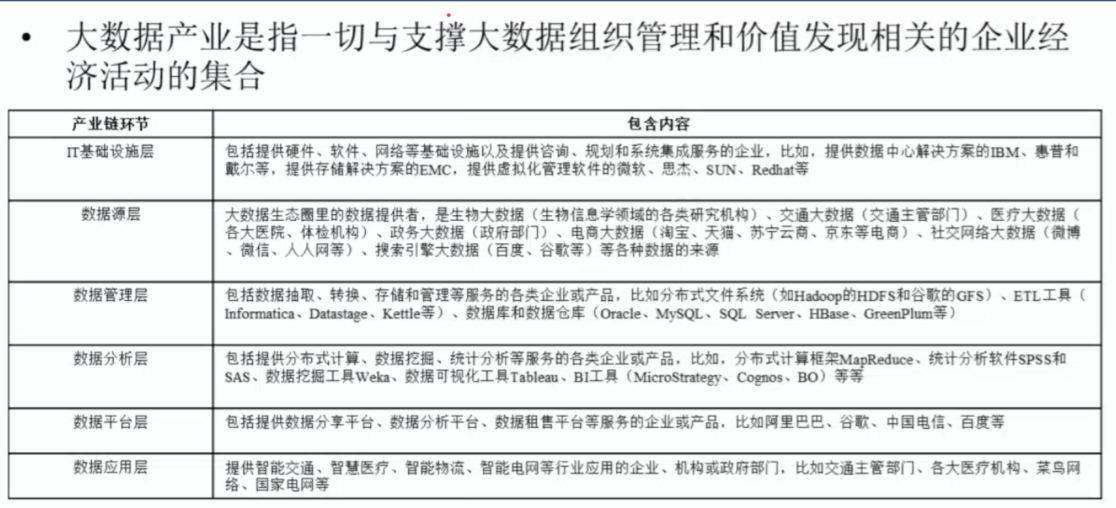 • 大数据产业是指一切与支撑大数据组织管理和价值发现相关的企业经
济活动的集合
产业链环节 包含内容
IT基础设施层 包括提供硬件、软件、网络等基础设施以及提供咨询、规划和系统集成服务的企业，比如，提供数据中心解决方案的IBM、惠普和
戴尔等，提供存储解决方案的EMC，提供虚拟化管理软件的微软、思杰、SUN、Redhat等
数据源层 大数据生态圈里的数据提供者，是生物大数据（生物信息学领域的各类研究机构）、交通大数据（交通主管部门）、医疗大数据（
各大医院、体检机构）、政务大数据（政府部门）、电商大数据（淘宝、天猫、苏宁云商、京东等电商）、社交网络大数据（微博
、微信、人人网等）、搜索引擎大数据（百度、谷歌等）等各种数据的来源
数据管理层 包括数据抽取、转换、存储和管理等服务的各类企业或产品，比如分布式文件系统（如Hadoop的HDFS和谷歌的GFS）、ETL工具（
Informatica、Datastage、Kettle等）、数据库和数据仓库（Oracle、MySQL、SQL Server、HBase、GreenPlum等）
数据分析层 包括提供分布式计算、数据挖掘、统计分析等服务的各类企业或产品，比如，分布式计算框架MapReduce、统计分析软件SPSS和
SAS、数据挖掘工具Weka、数据可视化工具Tableau、BI工具（MicroStrategy、Cognos、BO）等等
数据平台层 包括提供数据分享平台、数据分析平台、数据租售平台等服务的企业或产品，比如阿里巴巴、谷歌、中国电信、百度等
数据应用层 提供智能交通、智慧医疗、智能物流、智能电网等行业应用的企业、机构或政府部门，比如交通主管部门、各大医疗机构、菜鸟网
络、国家电网等